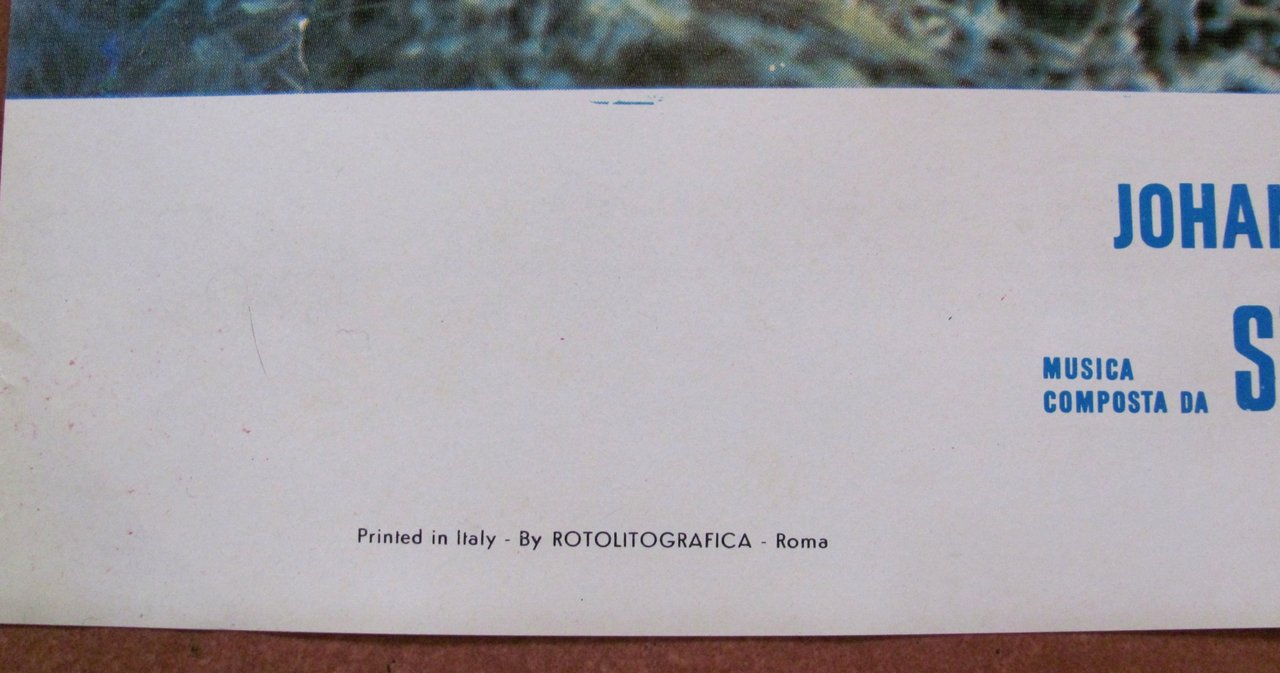 JOHA
MUSICA
COMPOSTA DA S
Printed in Italy - By ROTOLITOGRAFICA - Roma